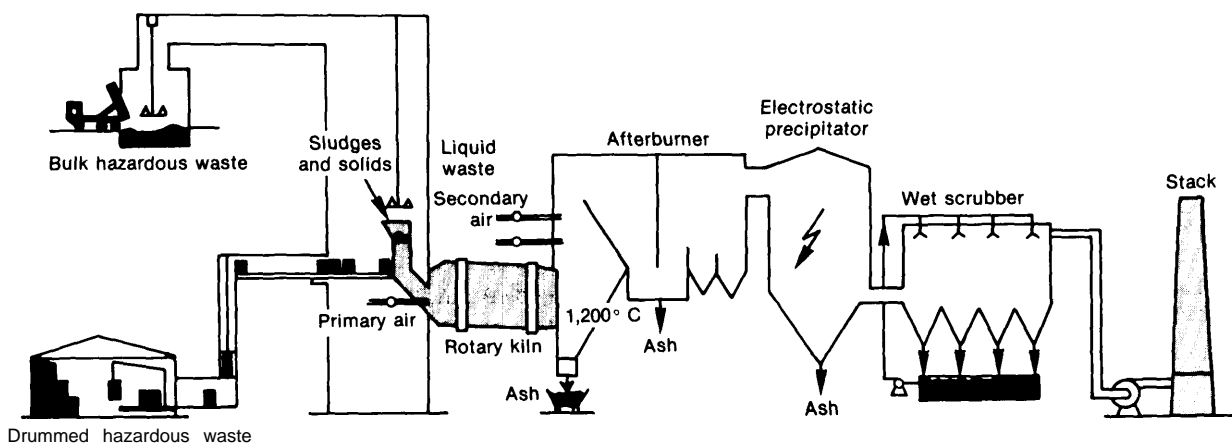 Electrostatic
precipitator
Sludges
and solids
Liquid
waste
Afterburner
Bulk hazardous waste
Stack
Secondary
air
Wet scrubber
Primary air
1,200° C
Rotary kiln
Ash
Ash
Ash
Drummed hazardous waste